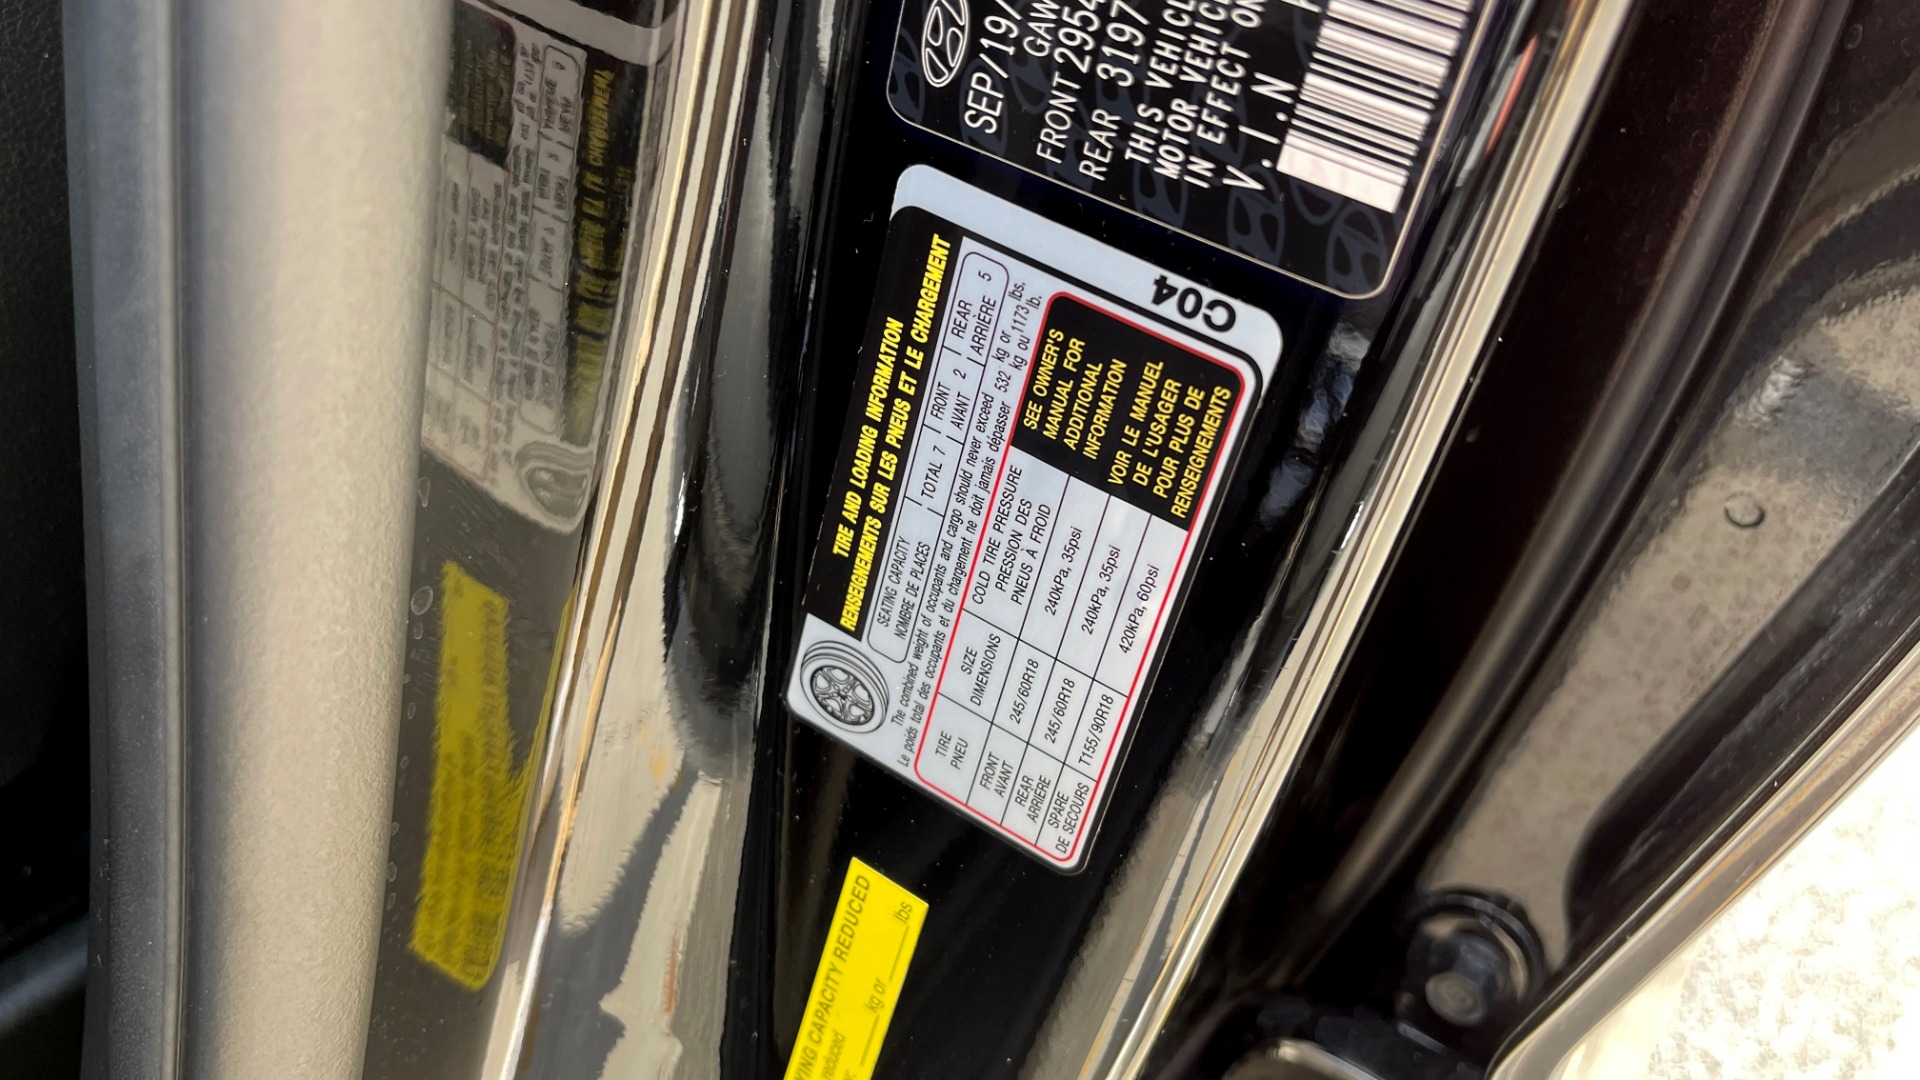 SEP/19/
GAW
FRONT 2954
REAR 3197
THIS VEHICL
MOTOR VEHIC
IN EFFECT ON
V.I.N
C04
TIRE AND LOADING INFORMATION
RENSEIGNEMENTS SUR LES PNEUS ET LE CHARGEMENT
SEATING CAPACITY
NOMBRE DE PLACES
TOTAL 7
FRONT
AVANT 2
REAR
ARRIÈRE 5
The combined weight of occupants and cargo should never exceed 532 kg or 1173 lbs.
Le poids total des occupants et du chargement ne doit jamais dépasser 532 kg ou 1173 lb.
TIRE
PNEU
SIZE
DIMENSIONS
COLD TIRE PRESSURE
PRESSION DES
PNEUS À FROID
FRONT
AVANT
245/60R18
240kPa, 35psi
REAR
ARRIÈRE
245/60R18
240kPa, 35psi
SPARE
DE SECOURS
T155/90R18
420kPa, 60psi
SEE OWNER'S
MANUAL FOR
ADDITIONAL
INFORMATION
VOIR LE MANUEL
DE L'USAGER
POUR PLUS DE
RENSEIGNEMENTS
YING CAPACITY REDUCED
reduced ___ kg or ___ lbs